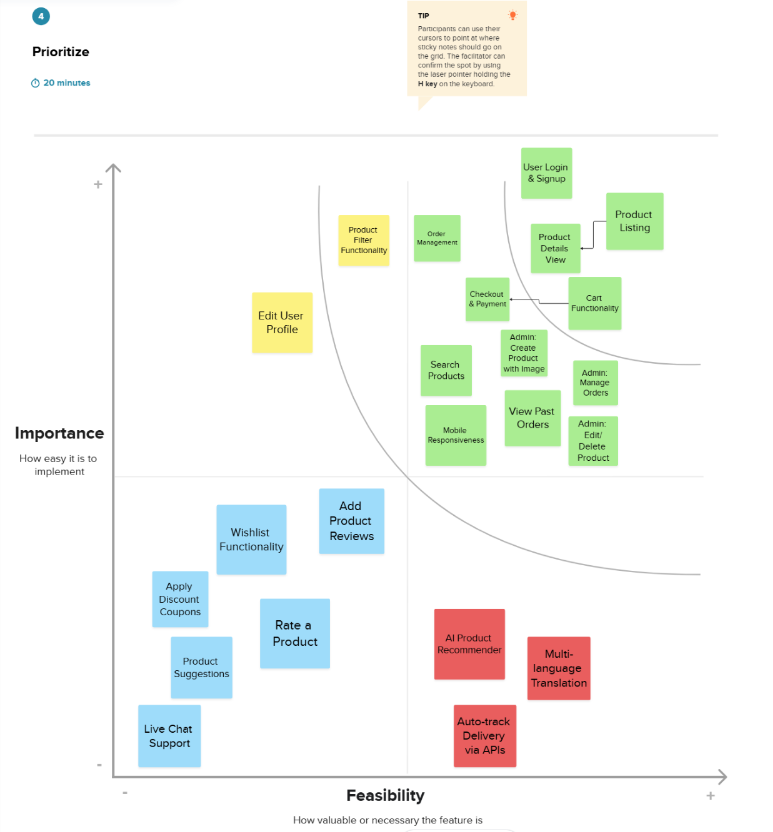 4
Prioritize
20 minutes
TIP
Participants can use their
cursors to point at where
sticky notes should go on
the grid. The facilitator can
confirm the spot by using
the laser pointer holding the
H key on the keyboard.
+
User Login
& Signup
Product
Listing
Product
Filter
Functionality
Order
Management
Product
Details
View
Checkout
& Payment
Cart
Functionality
Edit User
Profile
Admin:
Create
Product
with Image
Search
Products
Admin:
Manage
Orders
View Past
Orders
Mobile
Responsiveness
Admin:
Edit/
Delete
Product
Importance
How easy it is to
implement
Add
Product
Reviews
Wishlist
Functionality
Apply
Discount
Coupons
Rate a
Product
Product
Suggestions
Live Chat
Support
AI Product
Recommender
Multi-
language
Translation
Auto-track
Delivery
via APIs
-
-
Feasibility
+
How valuable or necessary the feature is